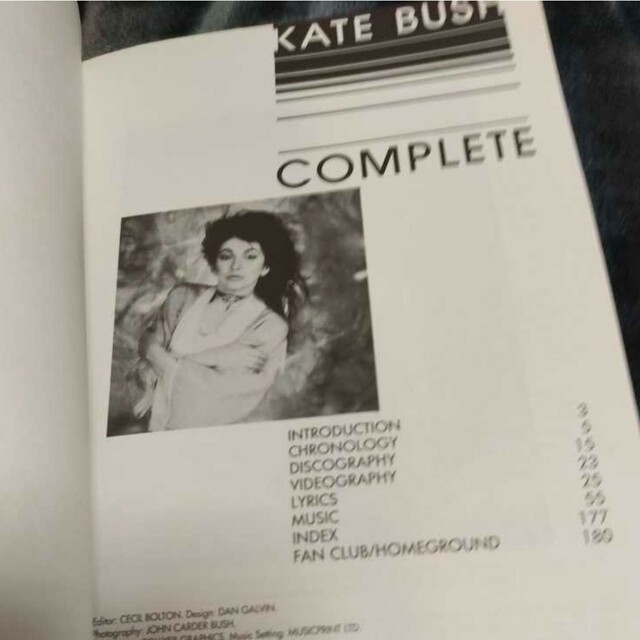 KATE BUSH
COMPLETE
INTRODUCTION 3
CHRONOLOGY 5
DISCOGRAPHY 15
VIDEOGRAPHY 23
LYRICS 25
MUSIC 55
INDEX 177
FAN CLUB/HOMEGROUND 180
Editor: CECIL BOLTON. Design: DAN GALVIN.
Photography: JOHN CARDER BUSH.
GRAPHICS. Music Setting: MUSICPRINT LTD.